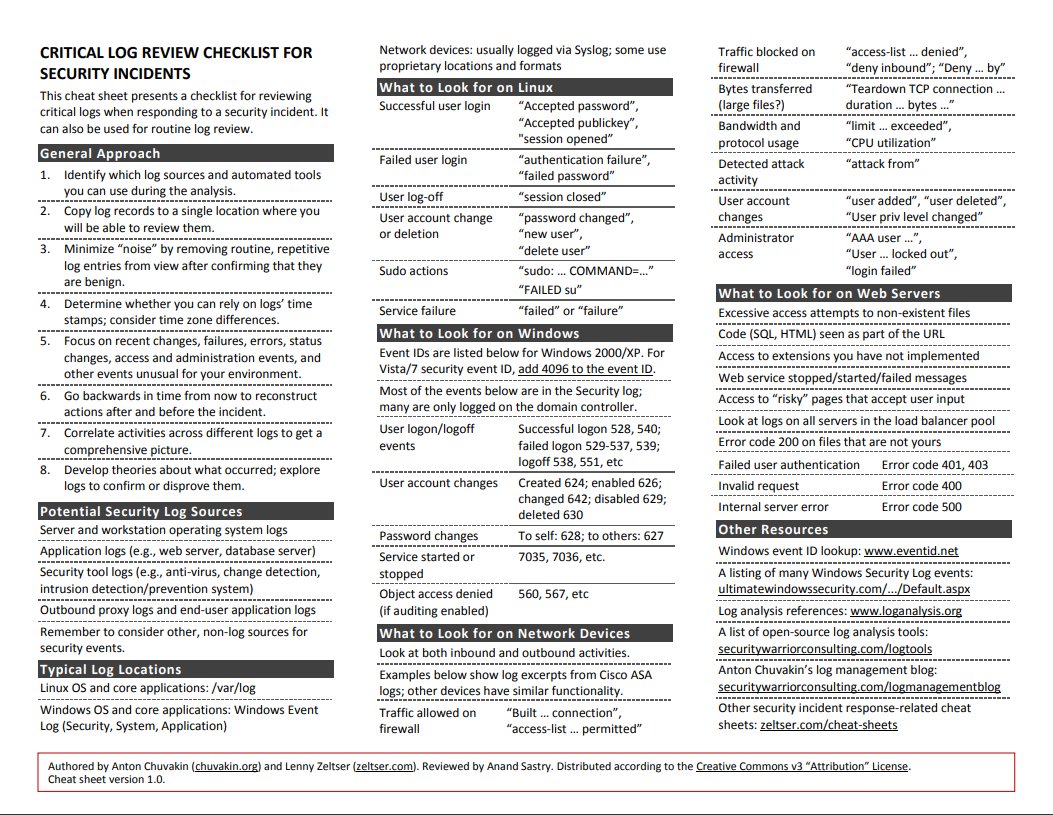 CRITICAL LOG REVIEW CHECKLIST FOR
SECURITY INCIDENTS
This cheat sheet presents a checklist for reviewing
critical logs when responding to a security incident. It
can also be used for routine log review.
General Approach
1. Identify which log sources and automated tools
you can use during the analysis.
2. Copy log records to a single location where you
will be able to review them.
3. Minimize “noise” by removing routine, repetitive
log entries from view after confirming that they
are benign.
4. Determine whether you can rely on logs’ time
stamps; consider time zone differences.
5. Focus on recent changes, failures, errors, status
changes, access and administration events, and
other events unusual for your environment.
6. Go backwards in time from now to reconstruct
actions after and before the incident.
7. Correlate activities across different logs to get a
comprehensive picture.
8. Develop theories about what occurred; explore
logs to confirm or disprove them.
Potential Security Log Sources
Server and workstation operating system logs
Application logs (e.g., web server, database server)
Security tool logs (e.g., anti-virus, change detection,
intrusion detection/prevention system)
Outbound proxy logs and end-user application logs
Remember to consider other, non-log sources for
security events.
Typical Log Locations
Linux OS and core applications: /var/log
Windows OS and core applications: Windows Event
Log (Security, System, Application)
Network devices: usually logged via Syslog; some use
proprietary locations and formats
What to Look for on Linux
Successful user login “Accepted password”,
“Accepted publickey”,
"session opened”
Failed user login “authentication failure”,
“failed password”
User log-off “session closed”
User account change “password changed”,
or deletion “new user”,
“delete user”
Sudo actions “sudo: … COMMAND=…”
“FAILED su”
Service failure “failed” or “failure”
What to Look for on Windows
Event IDs are listed below for Windows 2000/XP. For
Vista/7 security event ID, add 4096 to the event ID.
Most of the events below are in the Security log;
many are only logged on the domain controller.
User logon/logoff Successful logon 528, 540;
events failed logon 529-537, 539;
logoff 538, 551, etc
User account changes Created 624; enabled 626;
changed 642; disabled 629;
deleted 630
Password changes To self: 628; to others: 627
Service started or 7035, 7036, etc.
stopped
Object access denied 560, 567, etc
(if auditing enabled)
What to Look for on Network Devices
Look at both inbound and outbound activities.
Examples below show log excerpts from Cisco ASA
logs; other devices have similar functionality.
Traffic allowed on “Built … connection”,
firewall “access-list … permitted”
Traffic blocked on “access-list … denied”,
firewall “deny inbound”; “Deny … by”
Bytes transferred “Teardown TCP connection …
(large files?) duration … bytes …”
Bandwidth and “limit … exceeded”,
protocol usage “CPU utilization”
Detected attack “attack from”
activity
User account “user added”, “user deleted”,
changes “User priv level changed”
Administrator “AAA user …”,
access “User … locked out”,
“login failed”
What to Look for on Web Servers
Excessive access attempts to non-existent files
Code (SQL, HTML) seen as part of the URL
Access to extensions you have not implemented
Web service stopped/started/failed messages
Access to “risky” pages that accept user input
Look at logs on all servers in the load balancer pool
Error code 200 on files that are not yours
Failed user authentication Error code 401, 403
Invalid request Error code 400
Internal server error Error code 500
Other Resources
Windows event ID lookup: www.eventid.net
A listing of many Windows Security Log events:
ultimatewindowssecurity.com/.../Default.aspx
Log analysis references: www.loganalysis.org
A list of open-source log analysis tools:
securitywarriorconsulting.com/logtools
Anton Chuvakin’s log management blog:
securitywarriorconsulting.com/logmanagementblog
Other security incident response-related cheat
sheets: zeltser.com/cheat-sheets
Authored by Anton Chuvakin (chuvakin.org) and Lenny Zeltser (zeltser.com). Reviewed by Anand Sastry. Distributed according to the Creative Commons v3 “Attribution” License.
Cheat sheet version 1.0.